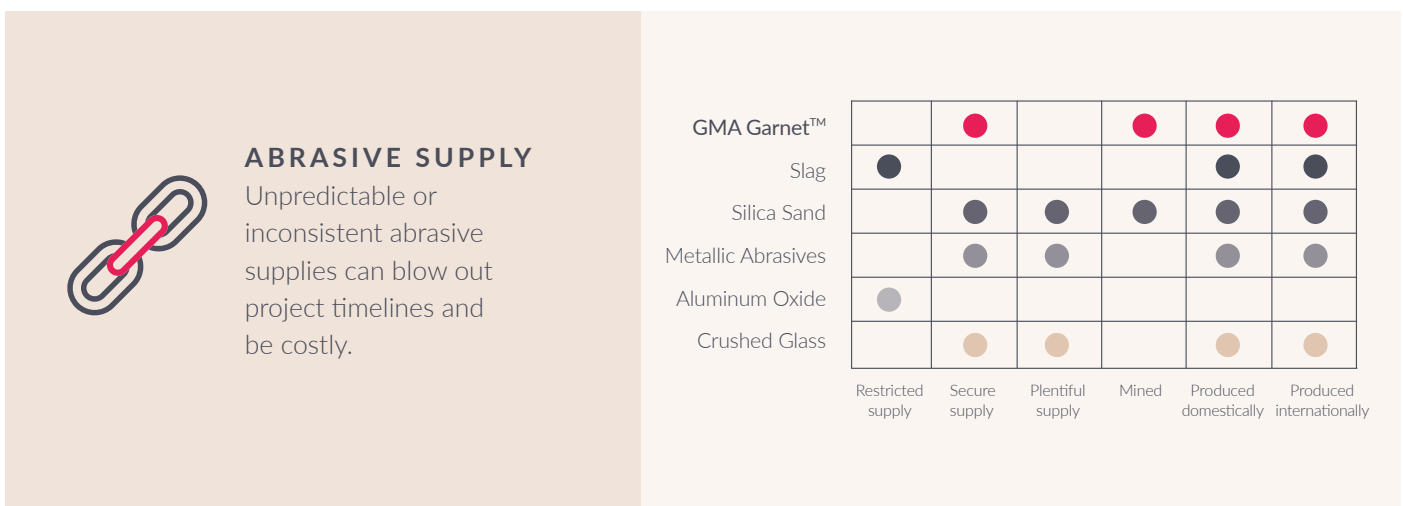 ABRASIVE SUPPLY
Unpredictable or
inconsistent abrasive
supplies can blow out
project timelines and
be costly.
GMA Garnet™
Slag
Silica Sand
Metallic Abrasives
Aluminum Oxide
Crushed Glass
Restricted supply
Secure supply
Plentiful supply
Mined
Produced domestically
Produced internationally